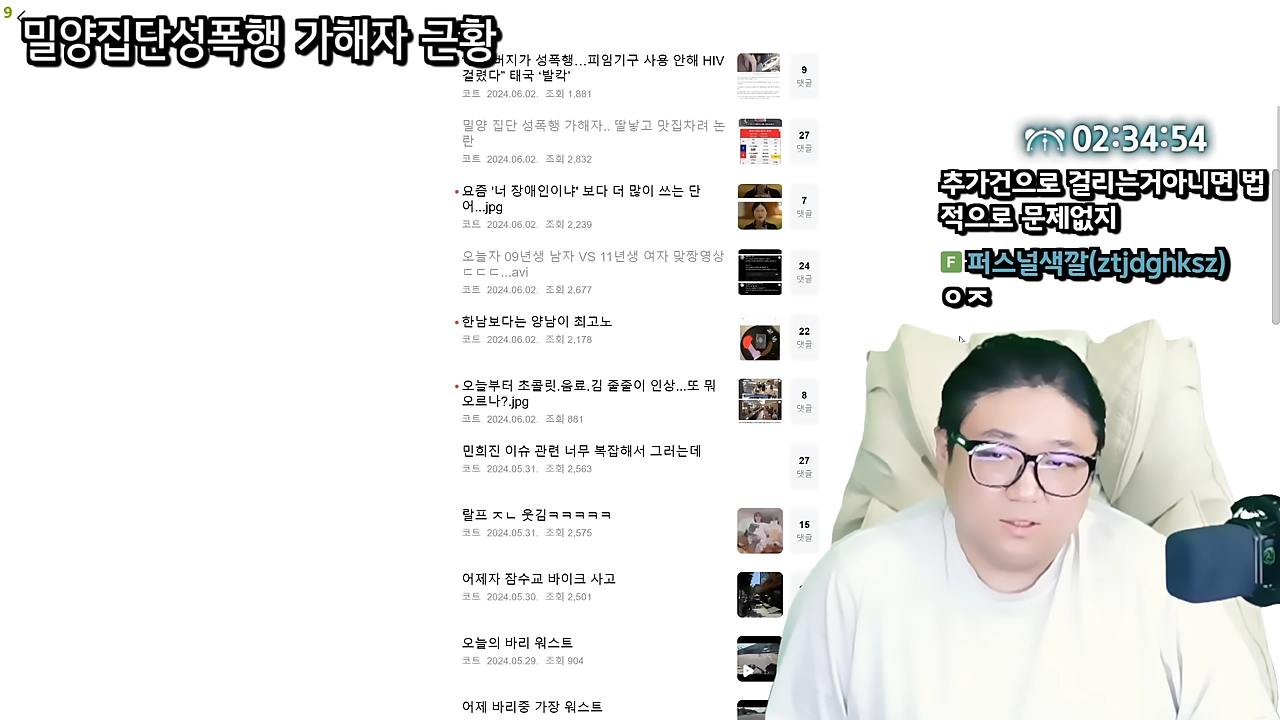 9
밀양집단성폭행 가해자 근황
버지가 성폭행…피임기구 사용 안해 HIV
걸렸다" 태국 '발칵'
코트 2024.06.02. 조회 1,881
9
댓글
밀양 집단 성폭행 가해자.. 딸낳고 맛집차려 논
란
코트 2024.06.02.
27
댓글
요즘 '너 장애인이냐' 보다 더 많이 쓰는 단
어...jpg
코트 2024.06.02. 조회 2,239
7
댓글
오늘자 09년생 남자 VS 11년생 여자 맞짱영상
ㄷㄷㄷ...avi
코트 2024.06.02. 조회 2,677
24
댓글
한남보다는 양남이 최고노
코트 2024.06.02. 조회 2,178
22
댓글
오늘부터 초콜릿.음료.김 줄줄이 인상...또 뭐
오르나?.jpg
코트 2024.06.02. 조회 881
8
댓글
민희진 이슈 관련 너무 복잡해서 그러는데
코트 2024.05.31. 조회 2,563
27
댓글
랄프 ㅈㄴ 웃김ㅋㅋㅋㅋㅋ
코트 2024.05.31. 조회 2,575
15
댓글
어제자 잠수교 바이크 사고
코트 2024.05.30. 조회 2,501
오늘의 바리 워스트
코트 2024.05.29. 조회 904
어제 바리중 가장 워스트
02:34:54
추가건으로 걸리는거아니면 법
적으로 문제없지
F 퍼스널색깔(ztjdghksz)
ㅇㅈ